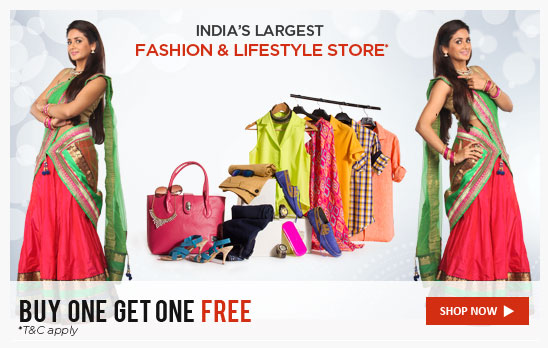 INDIA'S LARGEST
FASHION & LIFESTYLE STORE*
BUY ONE GET ONE FREE
*T&C apply
SHOP NOW